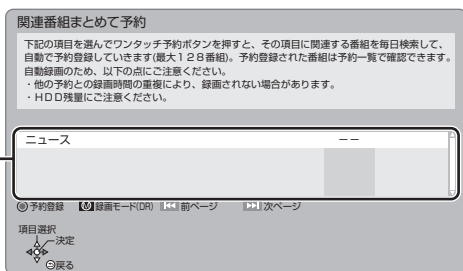 関連番組まとめて予約
下記の項目を選んでワンタッチ予約ボタンを押すと、その項目に関連する番組を毎日検索して、
自動で予約登録していきます(最大128番組)。予約登録された番組は予約一覧で確認できます。
自動録画のため、以下の点にご注意ください。
・他の予約との録画時間の重複により、録画されない場合があります。
・HDD残量にご注意ください。
ニュース －－
予約登録 録画モード(DR) 前ページ 次ページ
項目選択
決定
戻る